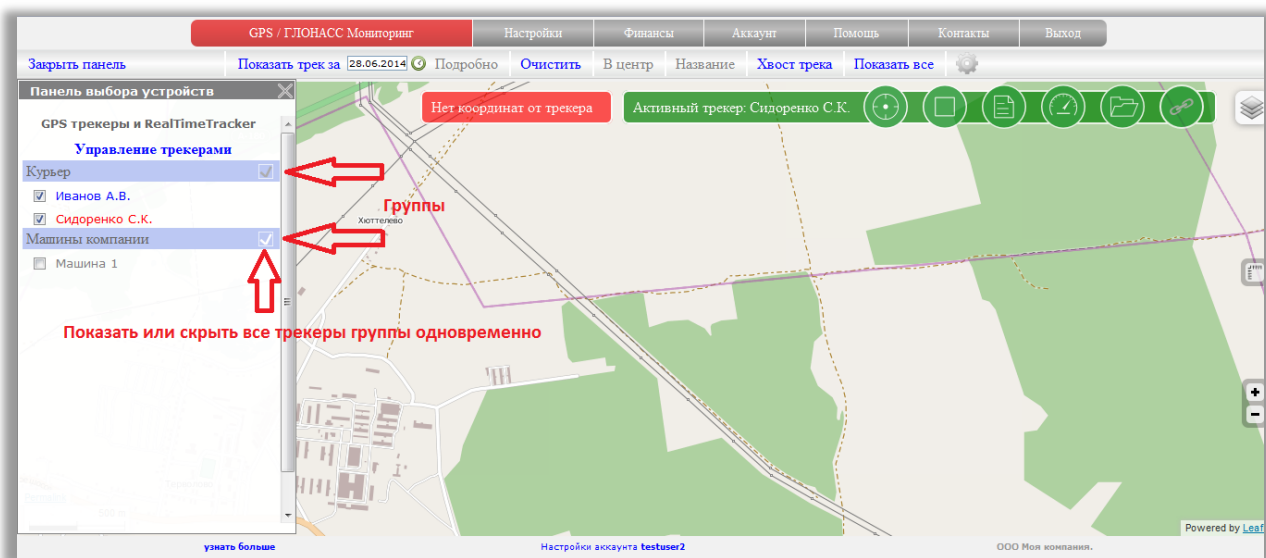 GPS / ГЛОНАСС Мониторинг Настройки Финансы Аккаунт Помощь Контакты Выход
Закрыть панель Показать трек за 28.06.2014 Подробно Очистить В центр Название Хвост трека Показать все
Панель выбора устройств
Нет координат от трекера Активный трекер: Сидоренко С.К.
GPS трекеры и RealTimeTracker
Управление трекерами
Курьер
Иванов А.В.
Группы
Сидоренко С.К.
Хюттелево
Машины компании
Машина 1
Показать или скрыть все трекеры группы одновременно
+
−
500 m
Powered by Leaf
узнать больше Настройки аккаунта testuser2 ООО Моя компания.